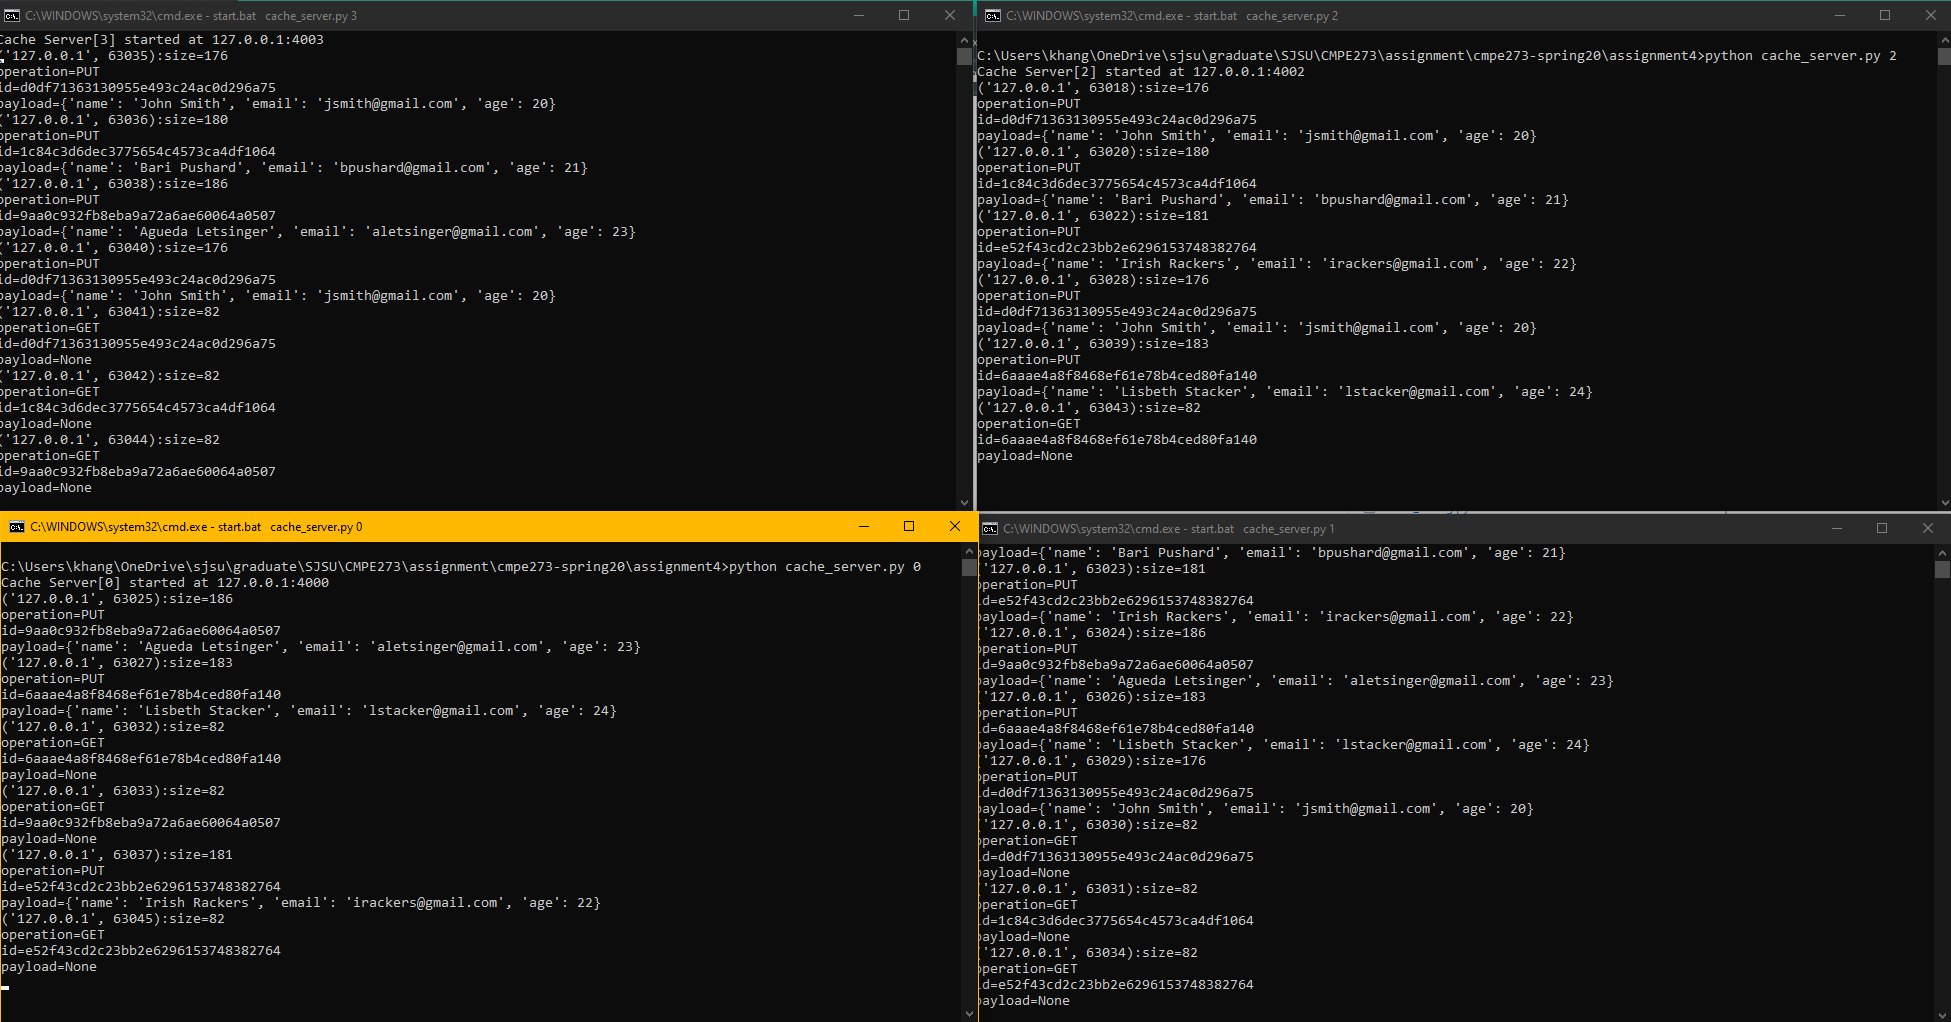 C:\WINDOWS\system32\cmd.exe - start.bat  cache_server.py 3
Cache Server[3] started at 127.0.0.1:4003
('127.0.0.1', 63035):size=176
operation=PUT
id=d0df71363130955e493c24ac0d296a75
payload={'name': 'John Smith', 'email': 'jsmith@gmail.com', 'age': 20}
('127.0.0.1', 63036):size=180
operation=PUT
id=1c84c3d6dec3775654c4573ca4df1064
payload={'name': 'Bari Pushard', 'email': 'bpushard@gmail.com', 'age': 21}
('127.0.0.1', 63038):size=186
operation=PUT
id=9aa0c932fb8eba9a72a6ae60064a0507
payload={'name': 'Agueda Letsinger', 'email': 'aletsinger@gmail.com', 'age': 23}
('127.0.0.1', 63040):size=176
operation=PUT
id=d0df71363130955e493c24ac0d296a75
payload={'name': 'John Smith', 'email': 'jsmith@gmail.com', 'age': 20}
('127.0.0.1', 63041):size=82
operation=GET
id=d0df71363130955e493c24ac0d296a75
payload=None
('127.0.0.1', 63042):size=82
operation=GET
id=1c84c3d6dec3775654c4573ca4df1064
payload=None
('127.0.0.1', 63044):size=82
operation=GET
id=9aa0c932fb8eba9a72a6ae60064a0507
payload=None
C:\WINDOWS\system32\cmd.exe - start.bat  cache_server.py 2
C:\Users\khang\OneDrive\sjsu\graduate\SJSU\CMPE273\assignment\cmpe273-spring20\assignment4>python cache_server.py 2
Cache Server[2] started at 127.0.0.1:4002
('127.0.0.1', 63018):size=176
operation=PUT
id=d0df71363130955e493c24ac0d296a75
payload={'name': 'John Smith', 'email': 'jsmith@gmail.com', 'age': 20}
('127.0.0.1', 63020):size=180
operation=PUT
id=1c84c3d6dec3775654c4573ca4df1064
payload={'name': 'Bari Pushard', 'email': 'bpushard@gmail.com', 'age': 21}
('127.0.0.1', 63022):size=181
operation=PUT
id=e52f43cd2c23bb2e6296153748382764
payload={'name': 'Irish Rackers', 'email': 'irackers@gmail.com', 'age': 22}
('127.0.0.1', 63028):size=176
operation=PUT
id=d0df71363130955e493c24ac0d296a75
payload={'name': 'John Smith', 'email': 'jsmith@gmail.com', 'age': 20}
('127.0.0.1', 63039):size=183
operation=PUT
id=6aaae4a8f8468ef61e78b4ced80fa140
payload={'name': 'Lisbeth Stacker', 'email': 'lstacker@gmail.com', 'age': 24}
('127.0.0.1', 63043):size=82
operation=GET
id=6aaae4a8f8468ef61e78b4ced80fa140
payload=None
C:\WINDOWS\system32\cmd.exe - start.bat  cache_server.py 0
C:\Users\khang\OneDrive\sjsu\graduate\SJSU\CMPE273\assignment\cmpe273-spring20\assignment4>python cache_server.py 0
Cache Server[0] started at 127.0.0.1:4000
('127.0.0.1', 63025):size=186
operation=PUT
id=9aa0c932fb8eba9a72a6ae60064a0507
payload={'name': 'Agueda Letsinger', 'email': 'aletsinger@gmail.com', 'age': 23}
('127.0.0.1', 63027):size=183
operation=PUT
id=6aaae4a8f8468ef61e78b4ced80fa140
payload={'name': 'Lisbeth Stacker', 'email': 'lstacker@gmail.com', 'age': 24}
('127.0.0.1', 63032):size=82
operation=GET
id=6aaae4a8f8468ef61e78b4ced80fa140
payload=None
('127.0.0.1', 63033):size=82
operation=GET
id=9aa0c932fb8eba9a72a6ae60064a0507
payload=None
('127.0.0.1', 63037):size=181
operation=PUT
id=e52f43cd2c23bb2e6296153748382764
payload={'name': 'Irish Rackers', 'email': 'irackers@gmail.com', 'age': 22}
('127.0.0.1', 63045):size=82
operation=GET
id=e52f43cd2c23bb2e6296153748382764
payload=None
C:\WINDOWS\system32\cmd.exe - start.bat  cache_server.py 1
payload={'name': 'Bari Pushard', 'email': 'bpushard@gmail.com', 'age': 21}
'127.0.0.1', 63023):size=181
operation=PUT
id=e52f43cd2c23bb2e6296153748382764
payload={'name': 'Irish Rackers', 'email': 'irackers@gmail.com', 'age': 22}
'127.0.0.1', 63024):size=186
operation=PUT
id=9aa0c932fb8eba9a72a6ae60064a0507
payload={'name': 'Agueda Letsinger', 'email': 'aletsinger@gmail.com', 'age': 23}
'127.0.0.1', 63026):size=183
operation=PUT
id=6aaae4a8f8468ef61e78b4ced80fa140
payload={'name': 'Lisbeth Stacker', 'email': 'lstacker@gmail.com', 'age': 24}
'127.0.0.1', 63029):size=176
operation=PUT
id=d0df71363130955e493c24ac0d296a75
payload={'name': 'John Smith', 'email': 'jsmith@gmail.com', 'age': 20}
'127.0.0.1', 63030):size=82
operation=GET
id=d0df71363130955e493c24ac0d296a75
payload=None
'127.0.0.1', 63031):size=82
operation=GET
id=1c84c3d6dec3775654c4573ca4df1064
payload=None
'127.0.0.1', 63034):size=82
operation=GET
id=e52f43cd2c23bb2e6296153748382764
payload=None